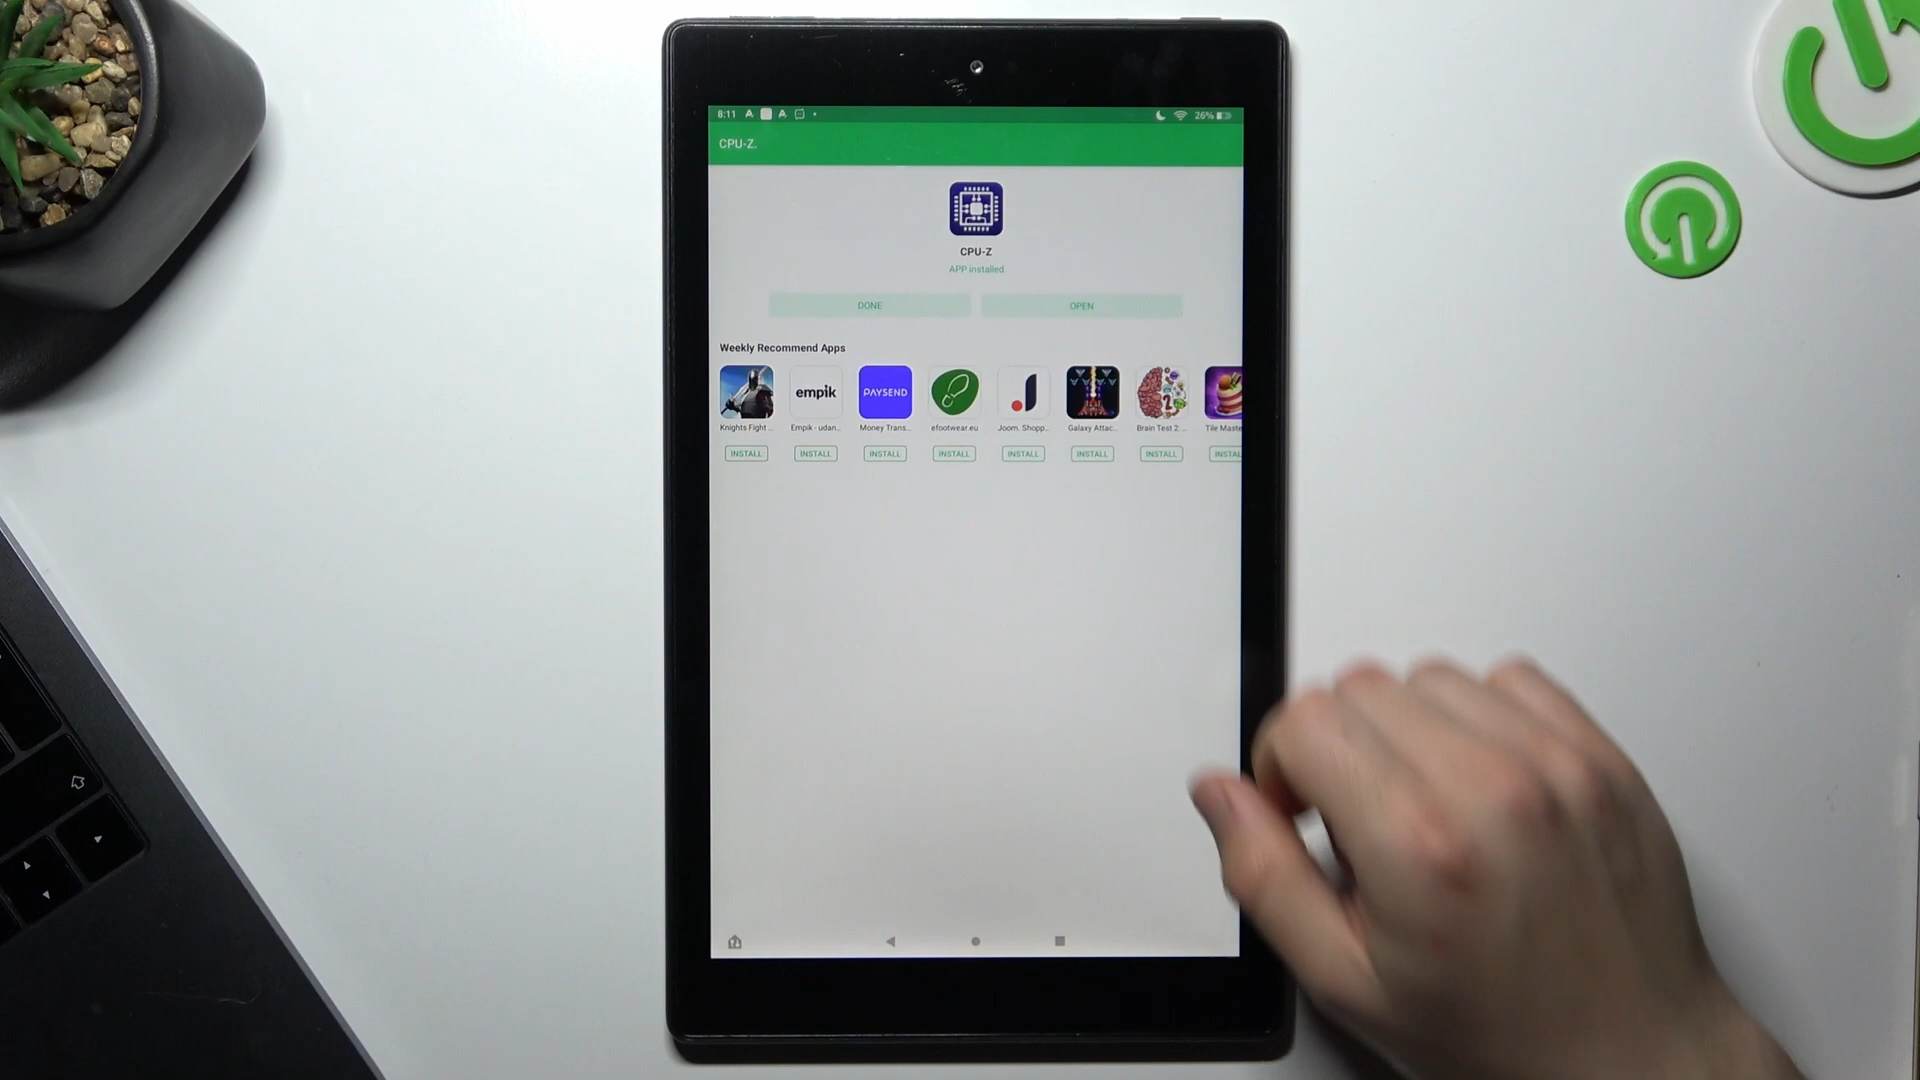 8:11
26%
CPU-Z.
CPU-Z
APP installed.
DONE OPEN
Weekly Recommend Apps
empik PAYSEND 2
Knights Fight ... Empik - udan... Money Trans... efootwear.eu Joom. Shopp... Galaxy Attac... Brain Test 2: ... Tile Maste
INSTALL INSTALL INSTALL INSTALL INSTALL INSTALL INSTALL INSTAL